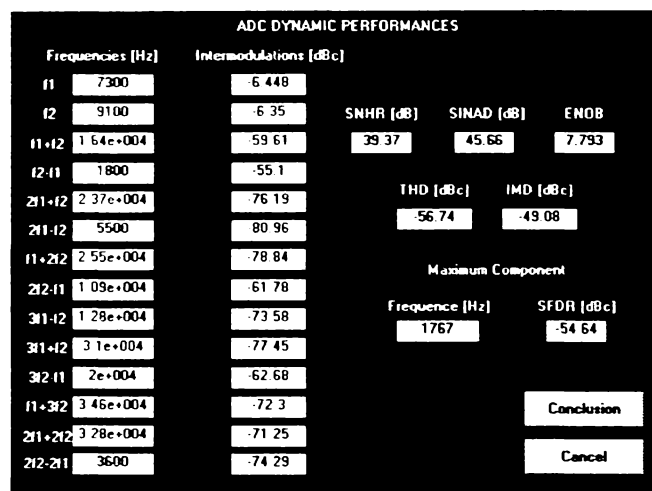 ADC DYNAMIC PERFORMANCES
Frequencies [Hz] Intermodulations [dBc]
f1 7300 -6.448
f2 9100 -6.35
SNHR [dB] SINAD [dB] ENOB
f1+f2 1.64e+004 -59.61 39.37 45.66 7.793
f2-f1 1800 -55.1
THD [dBc] IMD [dBc]
2f1+f2 2.37e+004 -76.19 -56.74 -49.08
2f1-f2 5500 -80.96
f1+2f2 2.55e+004 -78.84
Maximum Component
2f2-f1 1.09e+004 -61.78
Frequence [Hz] SFDR [dBc]
3f1-f2 1.28e+004 -73.58 1767 -54.64
3f1+f2 3.1e+004 -77.45
3f2-f1 2e+004 -62.68
f1+3f2 3.46e+004 -72.3 Conclusion
2f1+2f2 3.28e+004 -71.25
2f2-2f1 3600 -74.29 Cancel